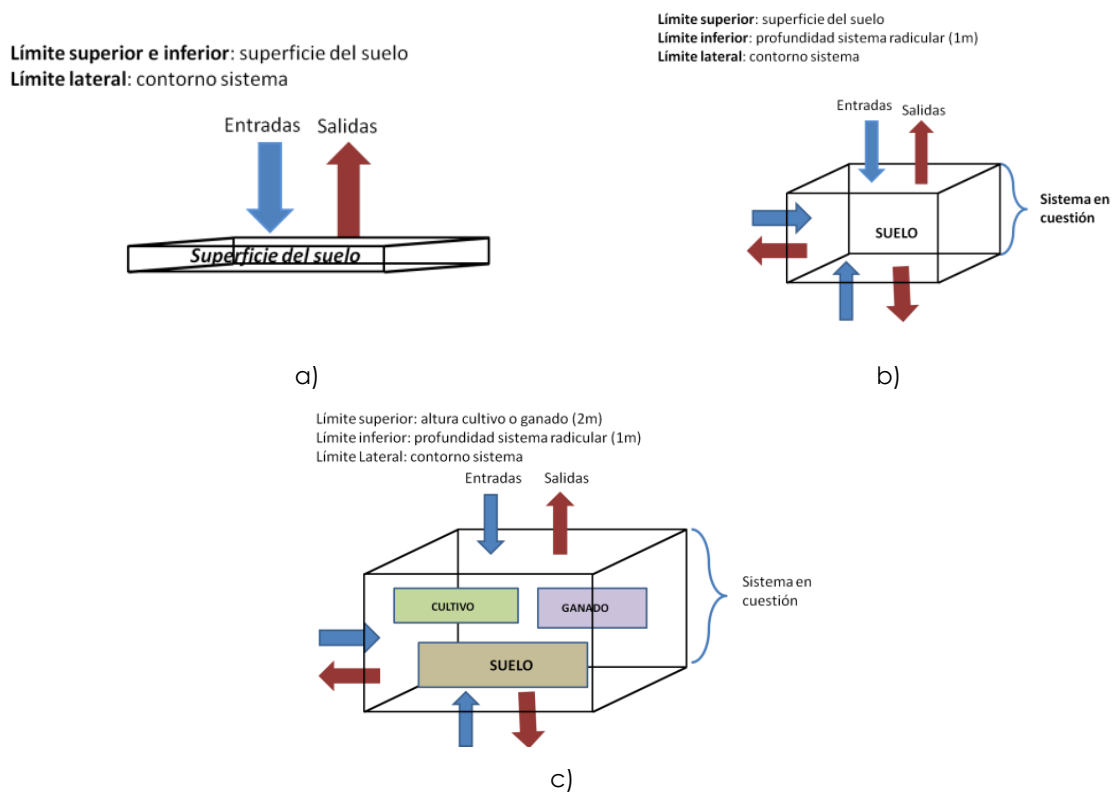 Límite superior e inferior: superficie del suelo
Límite lateral: contorno sistema
Entradas
Salidas
Superficie del suelo
a)
Límite superior: superficie del suelo
Límite inferior: profundidad sistema radicular (1m)
Límite lateral: contorno sistema
Entradas
Salidas
SUELO
Sistema en
cuestión
b)
Límite superior: altura cultivo o ganado (2m)
Límite inferior: profundidad sistema radicular (1m)
Límite Lateral: contorno sistema
Entradas
Salidas
CULTIVO
GANADO
SUELO
Sistema en
cuestión
c)